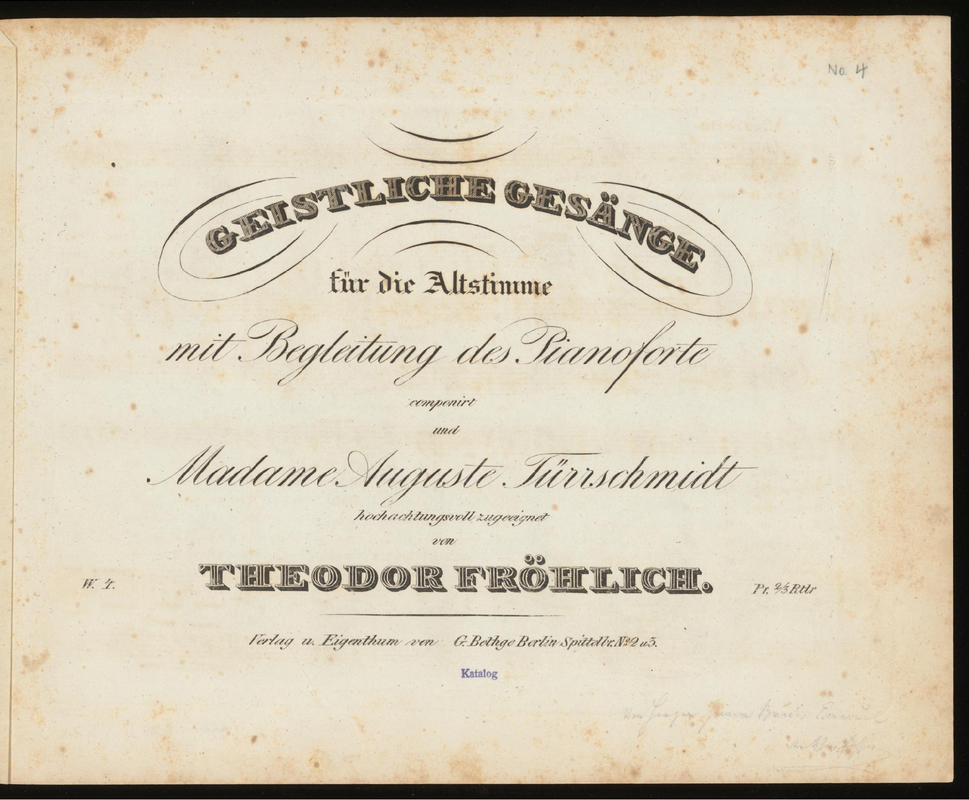 No. 4
GEISTLICHE GESÄNGE
für die Altstimme
mit Begleitung des Pianoforte
componirt
und
Madame Auguste Türrschmidt
hochachtungsvoll zugeeignet
von
W. 4. THEODOR FRÖHLICH. Pr. 2/3 Rtlr
Verlag u. Eigenthum von G. Bethge Berlin Spittelbr. No 2 u 3.
Katalog